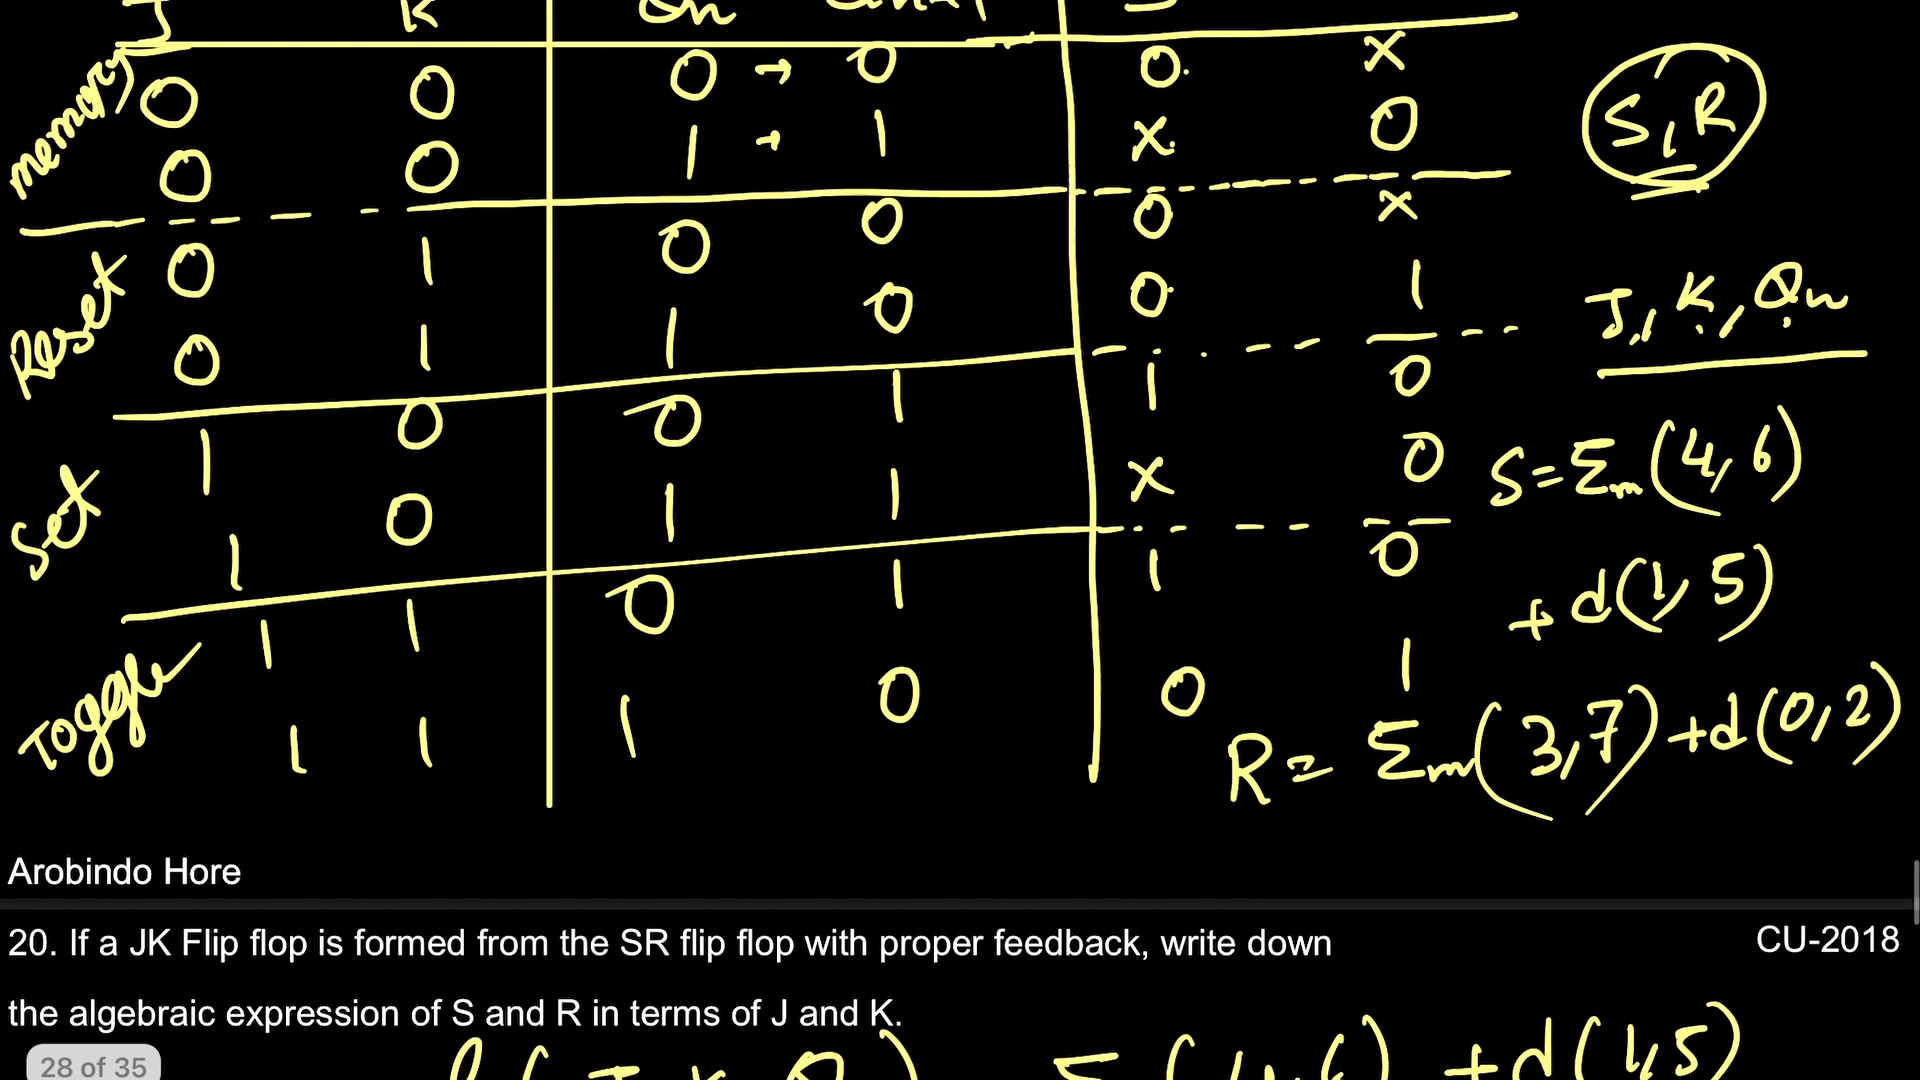 J K Qn
memory 0 0 0 → 0 0 x
0 0 1 → 1 x 0
S, R
Reset 0 1 0 0 0 x
0 1 1 0 0 1
J, K, Qn
Set 1 0 0 1 1 0
1 0 1 1 x 0
S = Σm(4, 6)
+ d(1, 5)
Toggle 1 1 0 1 1 0
1 1 1 0 0 1
R = Σm(3, 7) + d(0, 2)
Arobindo Hore
20. If a JK Flip flop is formed from the SR flip flop with proper feedback, write down CU-2018
the algebraic expression of S and R in terms of J and K.
28 of 35
+ d(1, 5)